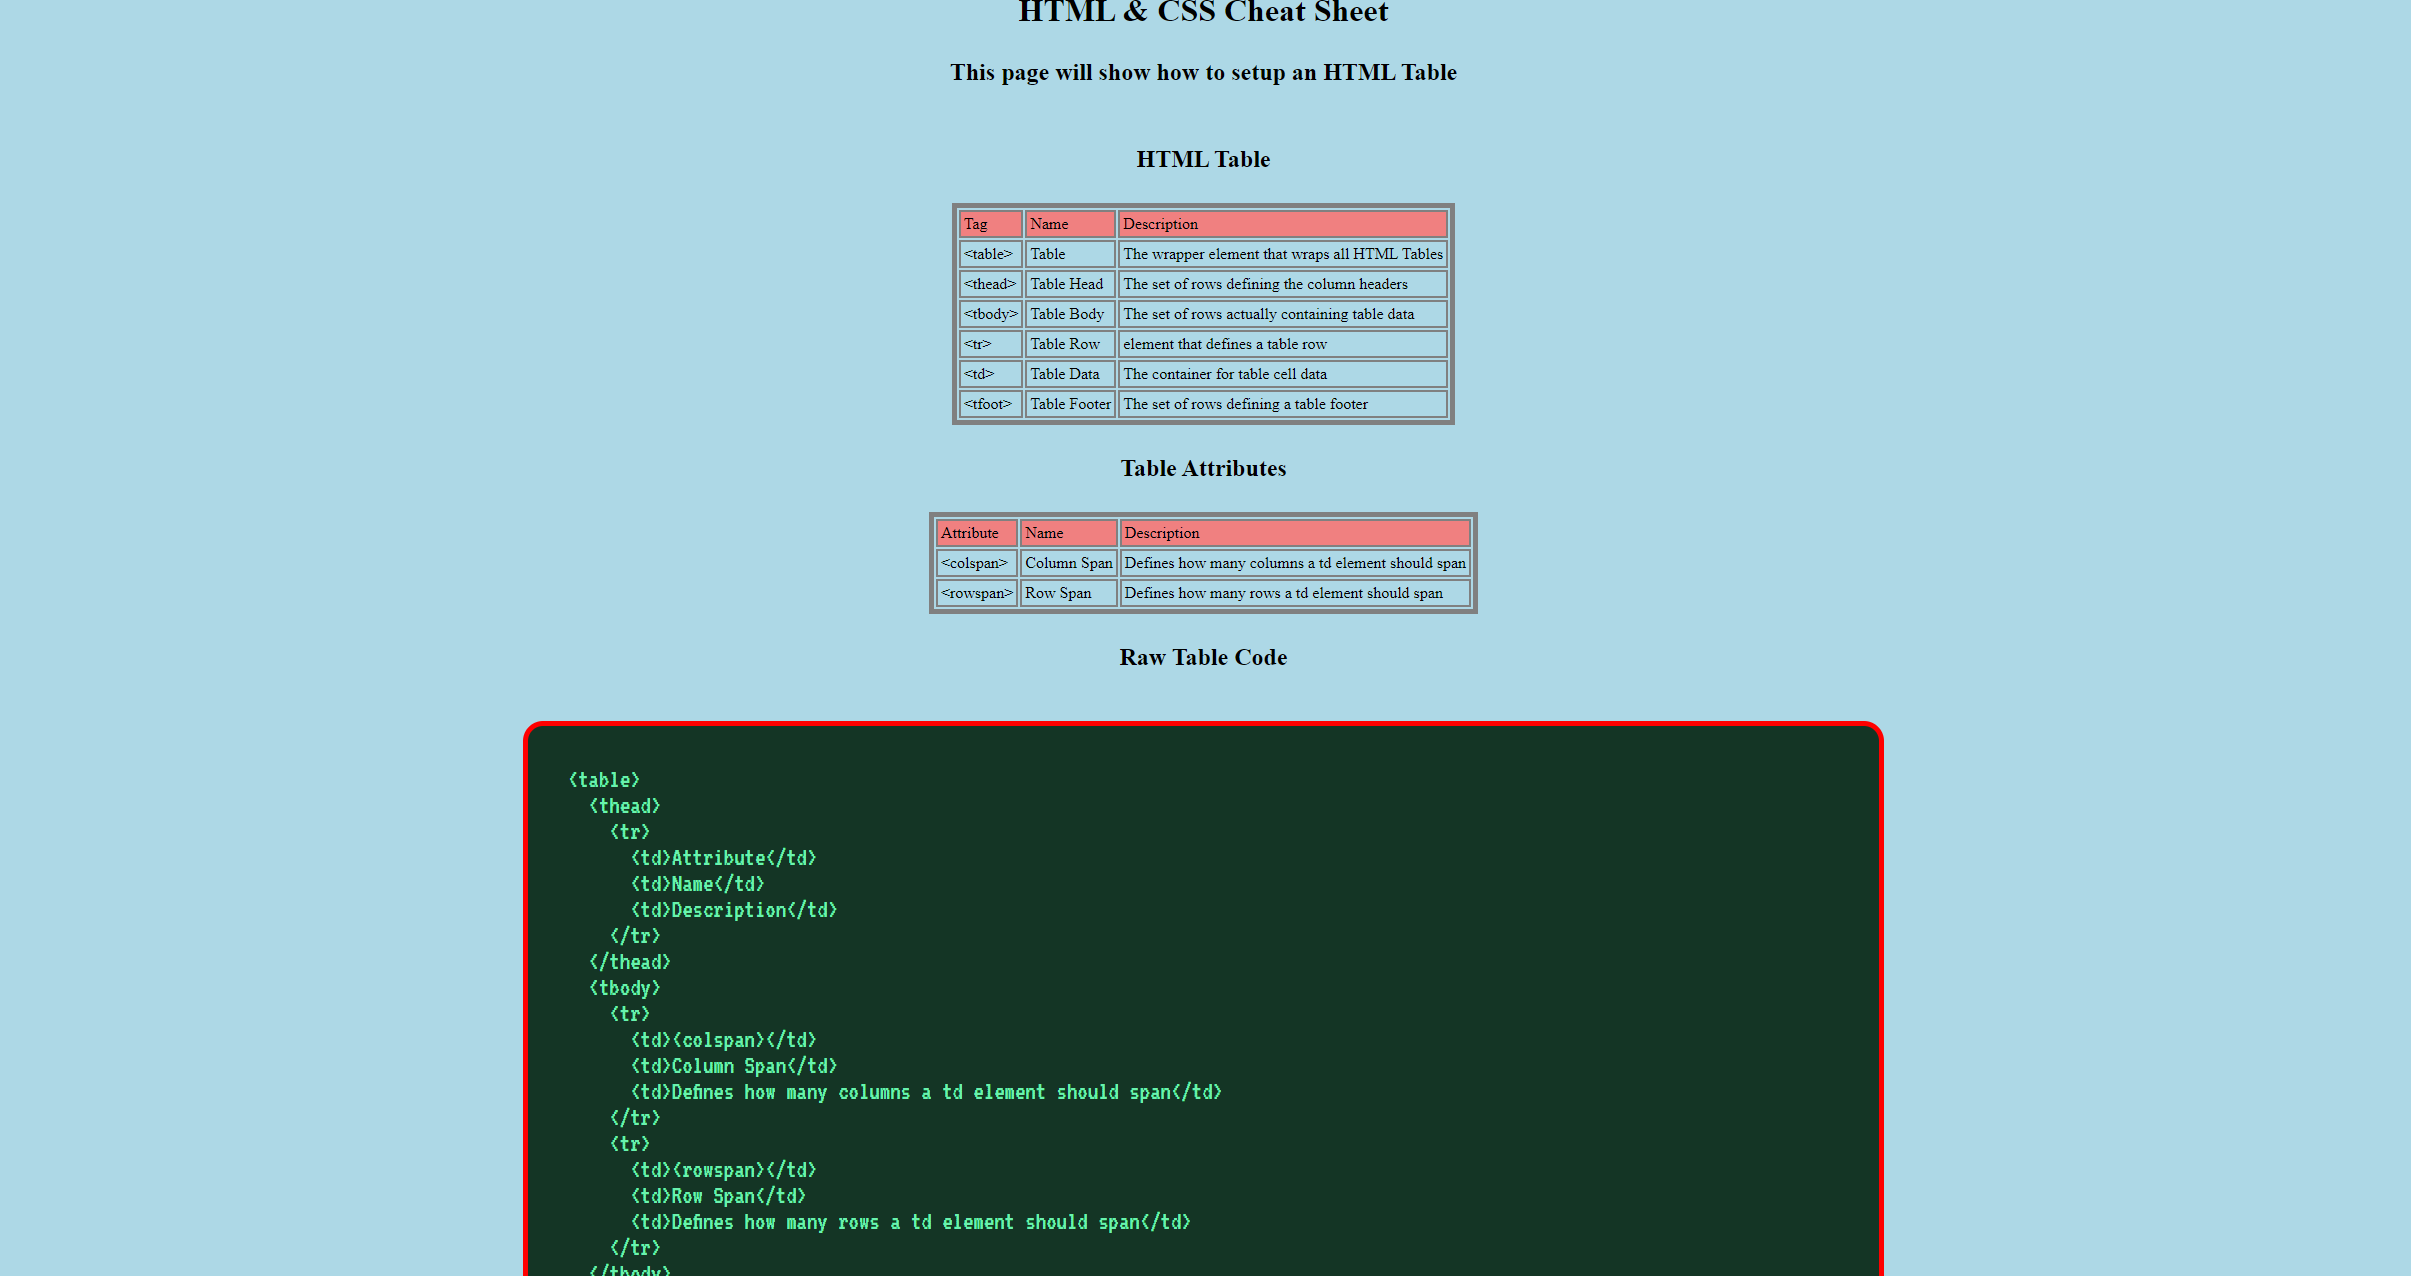 HTML & CSS Cheat Sheet
This page will show how to setup an HTML Table
HTML Table
Tag Name Description
<table> Table The wrapper element that wraps all HTML Tables
<thead> Table Head The set of rows defining the column headers
<tbody> Table Body The set of rows actually containing table data
<tr> Table Row element that defines a table row
<td> Table Data The container for table cell data
<tfoot> Table Footer The set of rows defining a table footer
Table Attributes
Attribute Name Description
<colspan> Column Span Defines how many columns a td element should span
<rowspan> Row Span Defines how many rows a td element should span
Raw Table Code
<table>
<thead>
<tr>
<td>Attribute</td>
<td>Name</td>
<td>Description</td>
</tr>
</thead>
<tbody>
<tr>
<td><colspan></td>
<td>Column Span</td>
<td>Defines how many columns a td element should span</td>
</tr>
<tr>
<td><rowspan></td>
<td>Row Span</td>
<td>Defines how many rows a td element should span</td>
</tr>
</tbody>